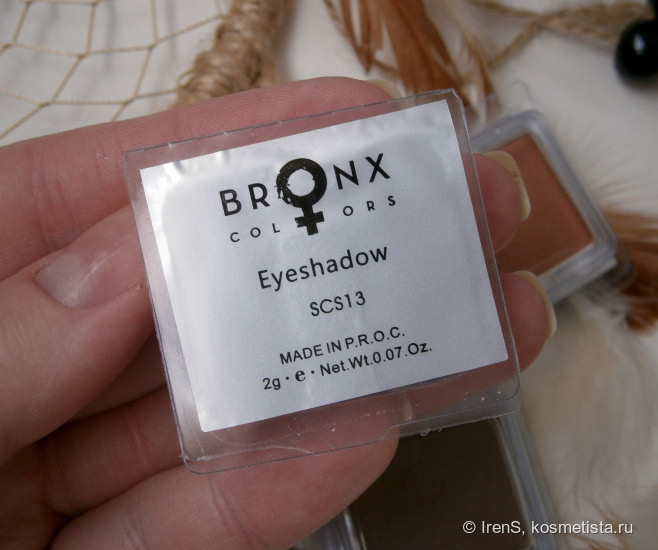 BRONX
COLORS
Eyeshadow
SCS13
MADE IN P.R.O.C.
2g · e · Net.Wt.0.07.Oz.
© IrenS, kosmetista.ru